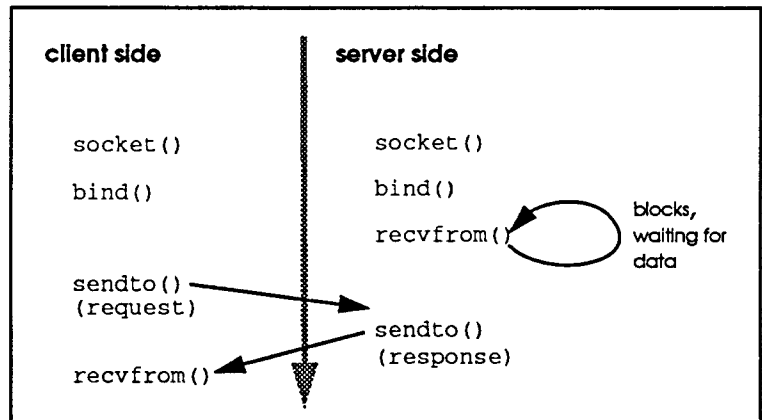 client side
server side
socket()
socket()
bind()
bind()
recvfrom()
blocks,
waiting for
data
sendto()
(request)
sendto()
(response)
recvfrom()